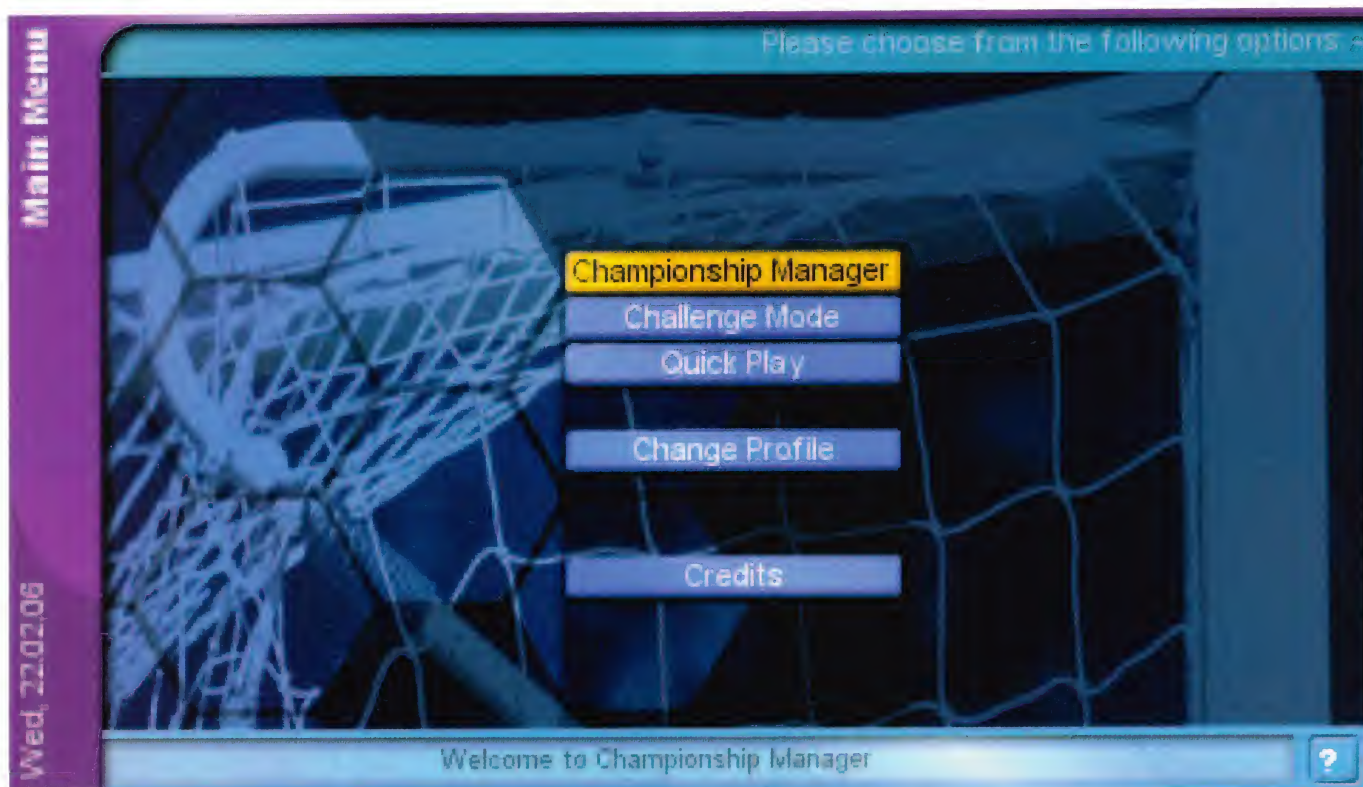 Main Menu
Wed, 22.02.06
Please choose from the following options
Championship Manager
Challenge Mode
Quick Play
Change Profile
Credits
Welcome to Championship Manager
?